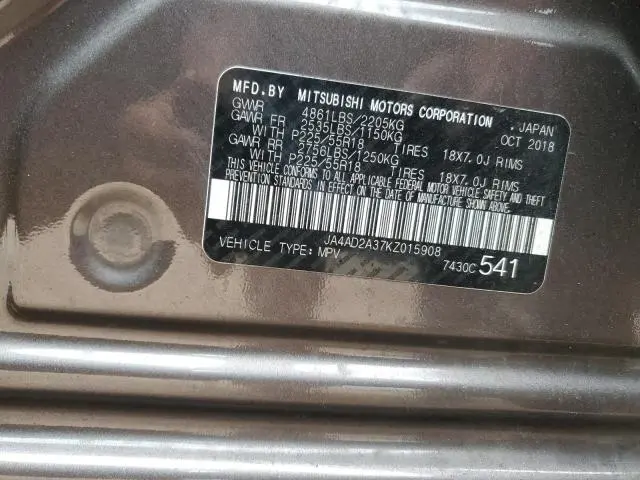 MFD. BY MITSUBISHI MOTORS CORPORATION . JAPAN
GVWR 4861LBS/2205KG OCT 2018
GAWR FR 2535LBS/1150KG
WITH P225/55R18 TIRES 18X7.0J RIMS
GAWR RR 2756LBS/1250KG
WITH P225/55R18 TIRES 18X7.0J RIMS
THIS VEHICLE CONFORMS TO ALL APPLICABLE FEDERAL MOTOR VEHICLE SAFETY AND THEFT
PREVENTION STANDARDS IN EFFECT ON THE DATE OF MANUFACTURE SHOWN ABOVE.
JA4AD2A37KZ015908
VEHICLE TYPE: MPV 7430C 541